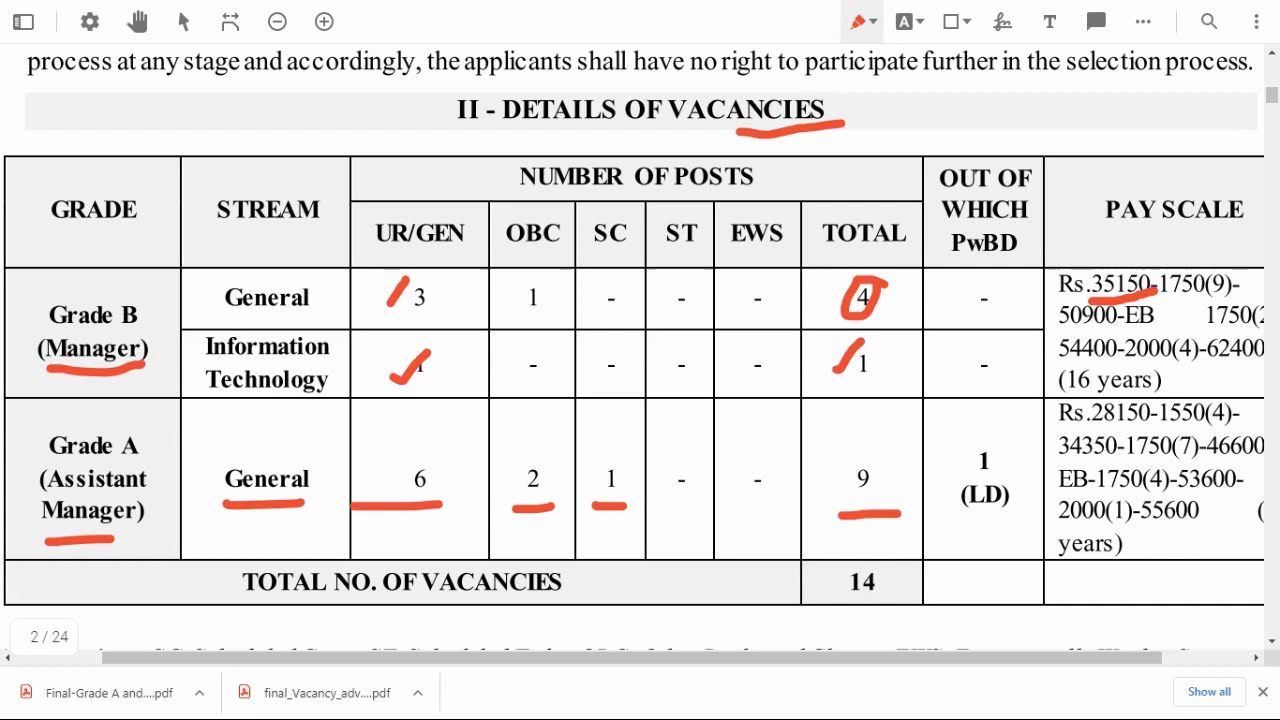 process at any stage and accordingly, the applicants shall have no right to participate further in the selection process.
II - DETAILS OF VACANCIES
GRADE STREAM NUMBER OF POSTS OUT OF WHICH PwBD PAY SCALE
UR/GEN OBC SC ST EWS TOTAL
Grade B (Manager) General 3 1 - - - 4 - Rs.35150-1750(9)-
50900-EB 1750(2
54400-2000(4)-62400
(16 years)
Information Technology 1 - - - - 1 -
Grade A (Assistant Manager) General 6 2 1 - - 9 1 (LD) Rs.28150-1550(4)-
34350-1750(7)-46600
EB-1750(4)-53600-
2000(1)-55600 (
years)
TOTAL NO. OF VACANCIES 14
2 / 24
Final-Grade A and....pdf final_Vacancy_adv....pdf Show all